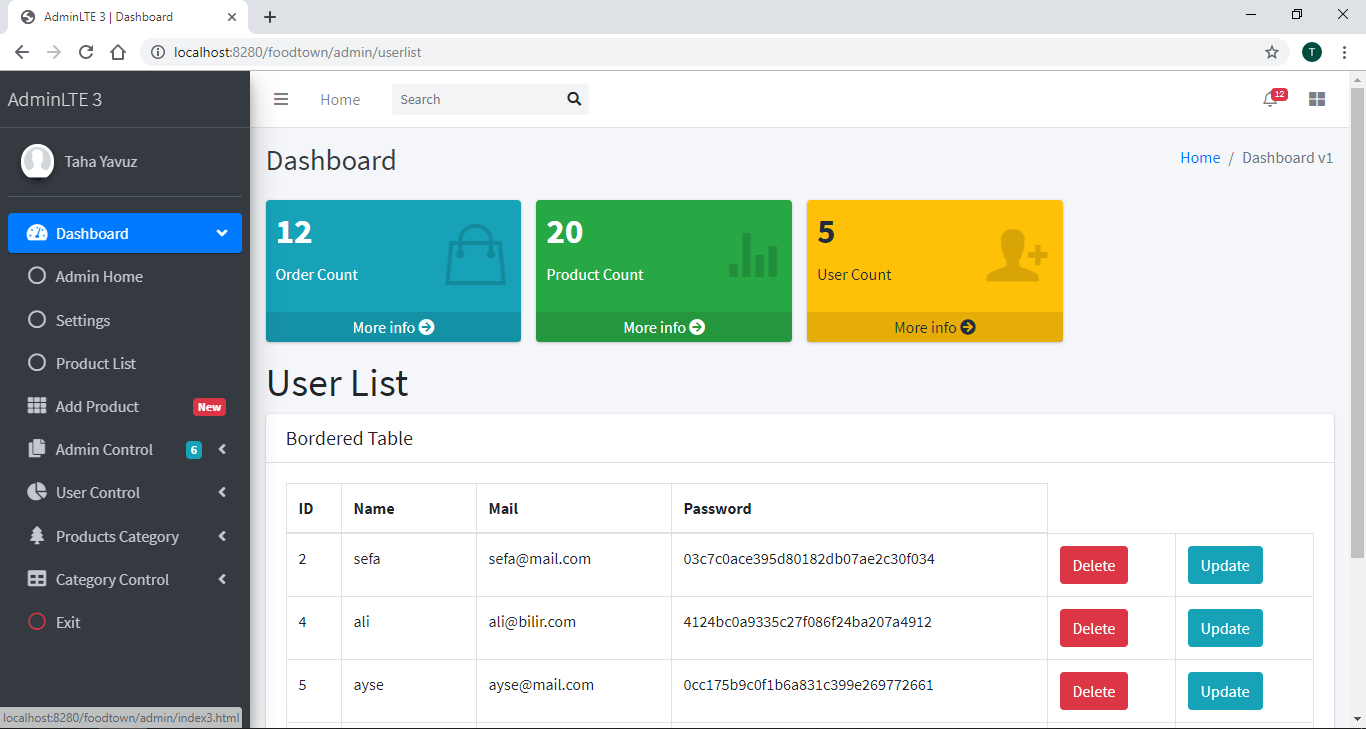 AdminLTE 3 | Dashboard
T
localhost:8280/foodtown/admin/userlist
AdminLTE 3
Home
Search
12
Taha Yavuz
Dashboard
Home / Dashboard v1
Dashboard
Admin Home
Settings
Product List
Add Product New
Admin Control 6
User Control
Products Category
Category Control
Exit
12
Order Count
More info
20
Product Count
More info
5
User Count
More info
User List
Bordered Table
ID Name Mail Password
2 sefa sefa@mail.com 03c7c0ace395d80182db07ae2c30f034 Delete Update
4 ali ali@bilir.com 4124bc0a9335c27f086f24ba207a4912 Delete Update
5 ayse ayse@mail.com 0cc175b9c0f1b6a831c399e269772661 Delete Update
localhost:8280/foodtown/admin/index3.html